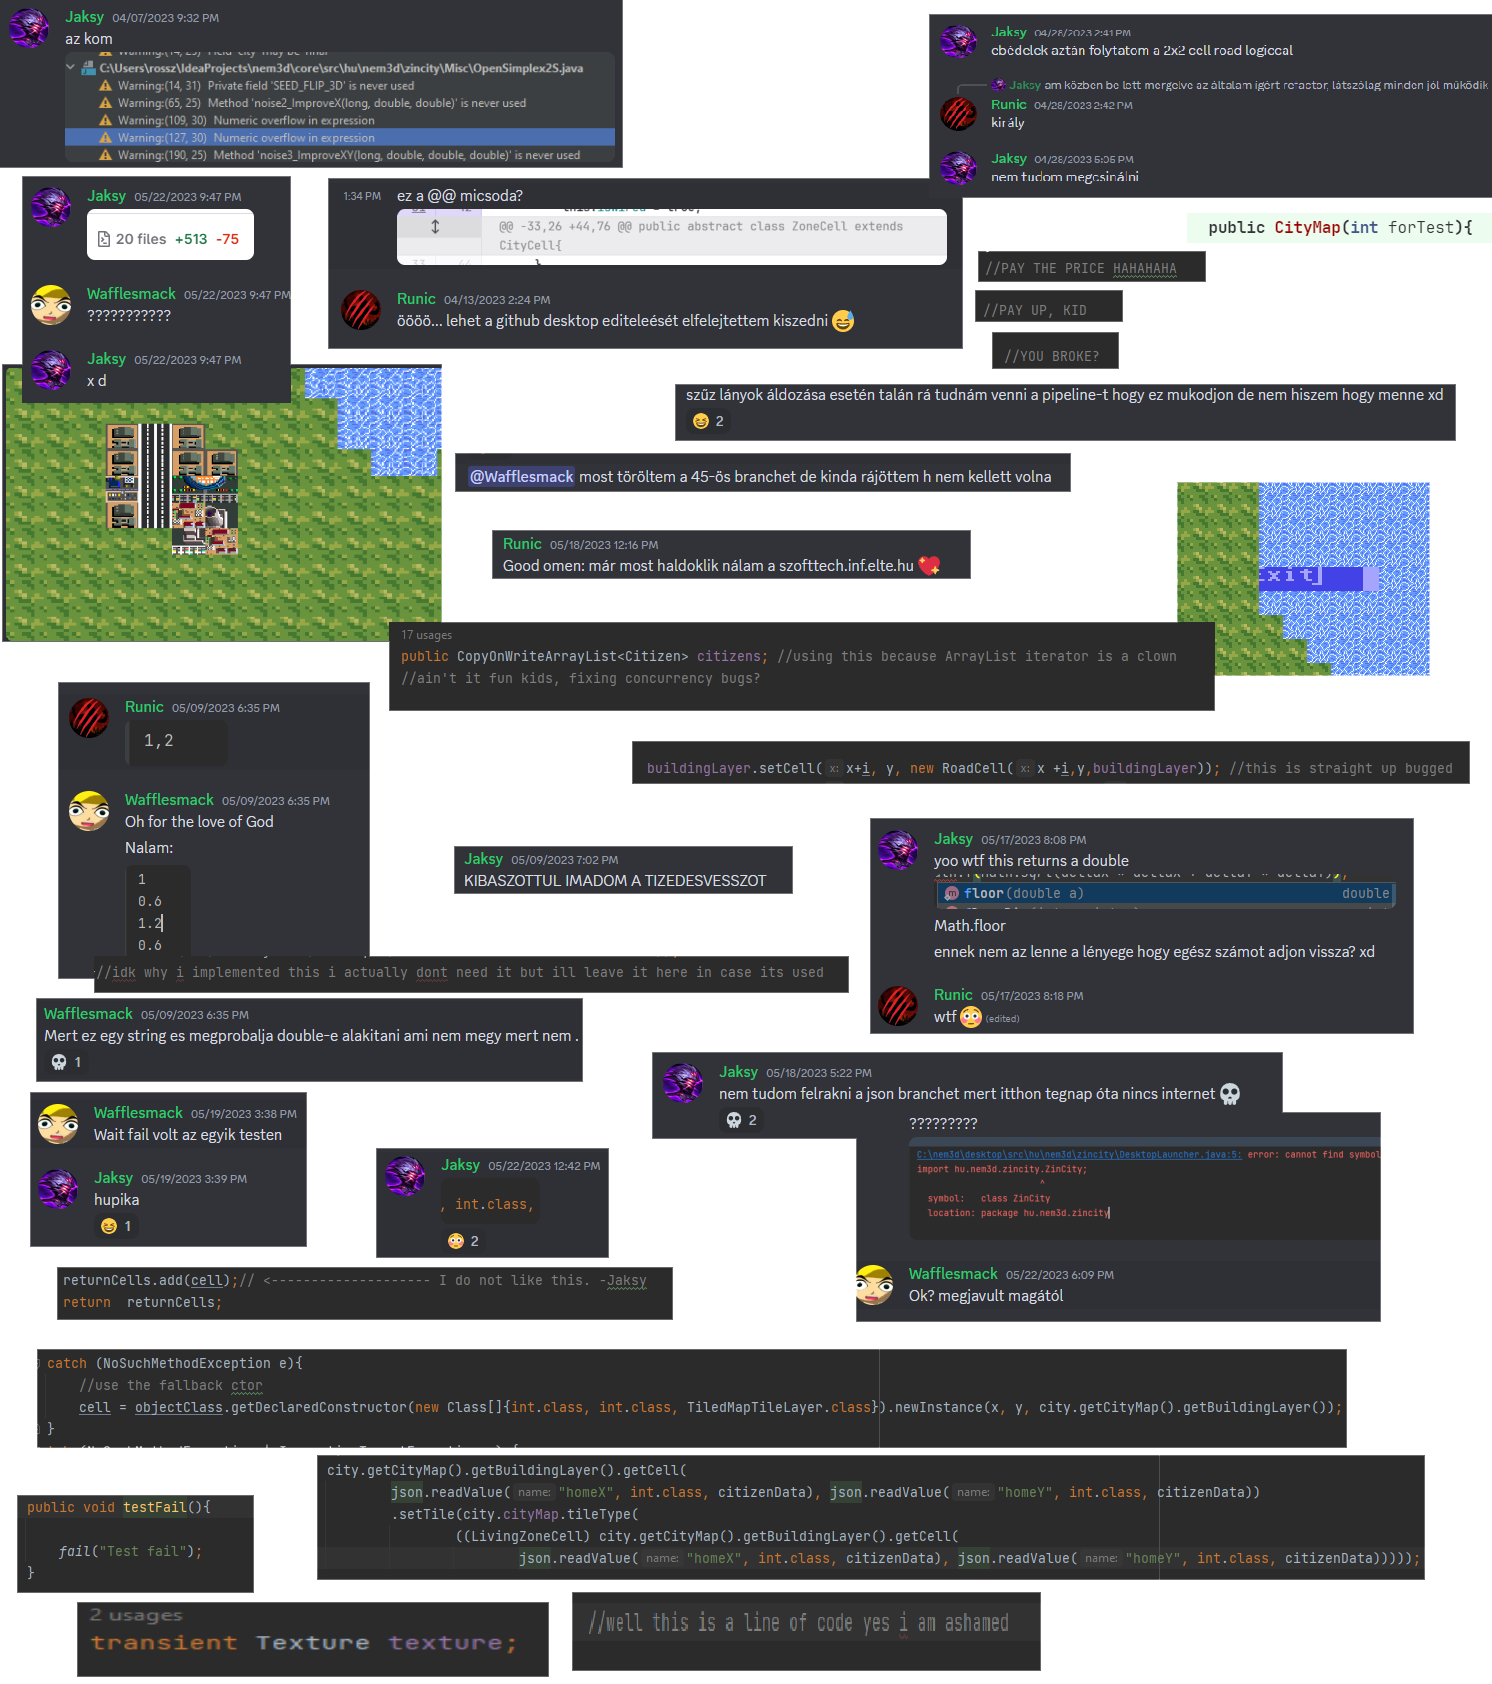 Jaksy 04/07/2023 9:32 PM
az kom
C:\Users\rossz\IdeaProjects\nem3d\core\src\hu\nem3d\zincity\Misc\OpenSimplex2S.java
Warning:(14, 31) Private field 'SEED_FLIP_3D' is never used
Warning:(65, 25) Method 'noise2_ImproveX(long, double, double)' is never used
Warning:(109, 30) Numeric overflow in expression
Warning:(127, 30) Numeric overflow in expression
Warning:(190, 25) Method 'noise3_ImproveXY(long, double, double, double)' is never used
Jaksy 04/28/2023 2:41 PM
ebédelek aztán folytatom a 2x2 cell road logiccal
Jaksy am közben be lett mergelve az általam ígért refactor, látszólag minden jól működik
Runic 04/28/2023 2:42 PM
király
Jaksy 04/28/2023 5:05 PM
nem tudom megcsinálni
Jaksy 05/22/2023 9:47 PM
20 files +513 -75
Wafflesmack 05/22/2023 9:47 PM
???????????
Jaksy 05/22/2023 9:47 PM
x d
1:34 PM ez a @@ micsoda?
@@ -33,26 +44,76 @@ public abstract class ZoneCell extends
CityCell{
Runic 04/13/2023 2:24 PM
öööö... lehet a github desktop editeleését elfelejtettem kiszedni 😅
public CityMap(int forTest){
//PAY THE PRICE HAHAHAHA
//PAY UP, KID
//YOU BROKE?
szűz lányok áldozása esetén talán rá tudnám venni a pipeline-t hogy ez mukodjon de nem hiszem hogy menne xd
😆 2
@Wafflesmack most töröltem a 45-ös branchet de kinda rájöttem h nem kellett volna
Runic 05/18/2023 12:16 PM
Good omen: már most haldoklik nálam a szofttech.inf.elte.hu 💖
xit]
17 usages
public CopyOnWriteArrayList<Citizen> citizens; //using this because ArrayList iterator is a clown
//ain't it fun kids, fixing concurrency bugs?
Runic 05/09/2023 6:35 PM
1,2
Wafflesmack 05/09/2023 6:35 PM
Oh for the love of God
Nalam:
1
0.6
1.2
0.6
buildingLayer.setCell( x: x+i, y, new RoadCell( x: x +i,y,buildingLayer)); //this is straight up bugged
Jaksy 05/09/2023 7:02 PM
KIBASZOTTUL IMADOM A TIZEDESVESSZOT
Jaksy 05/17/2023 8:08 PM
yoo wtf this returns a double
floor(double a) double
Math.floor
ennek nem az lenne a lényege hogy egész számot adjon vissza? xd
Runic 05/17/2023 8:18 PM
wtf 😳 (edited)
//idk why i implemented this i actually dont need it but ill leave it here in case its used
Wafflesmack 05/09/2023 6:35 PM
Mert ez egy string es megprobalja double-e alakitani ami nem megy mert nem .
💀 1
Jaksy 05/18/2023 5:22 PM
nem tudom felrakni a json branchet mert itthon tegnap óta nincs internet 💀
💀 2
Wafflesmack 05/19/2023 3:38 PM
Wait fail volt az egyik testen
Jaksy 05/19/2023 3:39 PM
hupika
😆 1
Jaksy 05/22/2023 12:42 PM
, int.class,
😳 2
?????????
C:\nem3d\desktop\src\hu\nem3d\zincity\DesktopLauncher.java:5: error: cannot find symbol
import hu.nem3d.zincity.ZinCity;
^
symbol: class ZinCity
location: package hu.nem3d.zincity
Wafflesmack 05/22/2023 6:09 PM
Ok? megjavult magától
returnCells.add(cell);// <-------------------- I do not like this. -Jaksy
return returnCells;
catch (NoSuchMethodException e){
//use the fallback ctor
cell = objectClass.getDeclaredConstructor(new Class[]{int.class, int.class, TiledMapTileLayer.class}).newInstance(x, y, city.getCityMap().getBuildingLayer());
}
city.getCityMap().getBuildingLayer().getCell(
json.readValue( name: "homeX", int.class, citizenData), json.readValue( name: "homeY", int.class, citizenData))
.setTile(city.cityMap.tileType(
((LivingZoneCell) city.getCityMap().getBuildingLayer().getCell(
json.readValue( name: "homeX", int.class, citizenData), json.readValue( name: "homeY", int.class, citizenData)))));
public void testFail(){
fail("Test fail");
}
2 usages
transient Texture texture;
//well this is a line of code yes i am ashamed